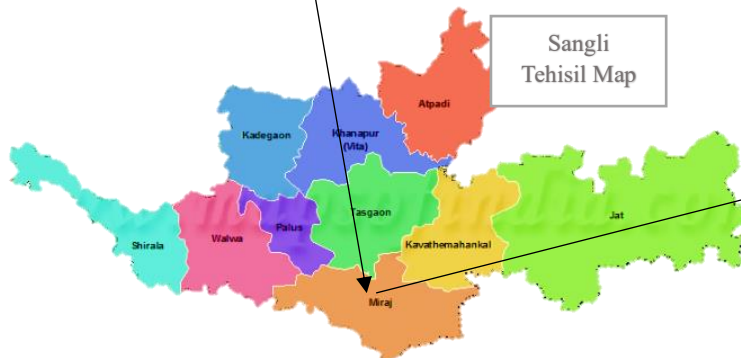 Sangli
Tehisil Map
Atpadi
Kadegaon
Khanapur
(Vita)
Tasgaon
Palus
Walwa
Shirala
Kavathemahankal
Jat
Miraj